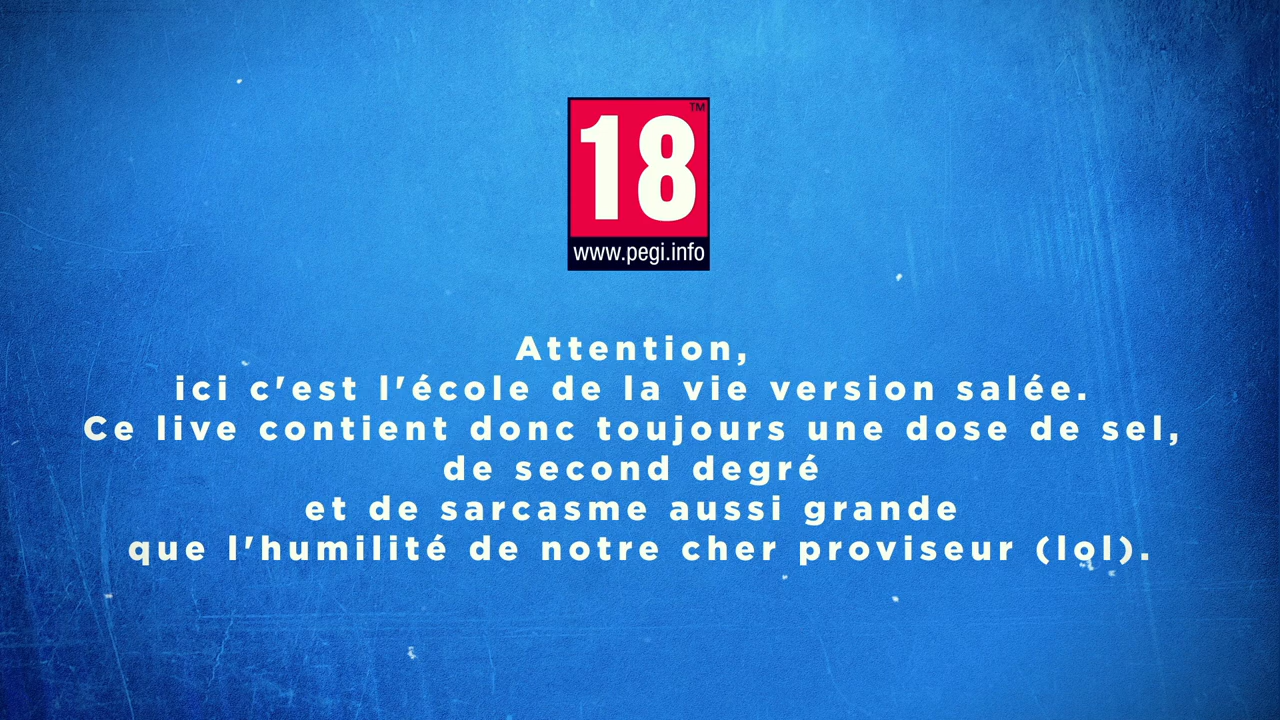 TM
18
www.pegi.info
Attention,
ici c'est l'école de la vie version salée.
Ce live contient donc toujours une dose de sel,
de second degré
et de sarcasme aussi grande
que l'humilité de notre cher proviseur (lol).